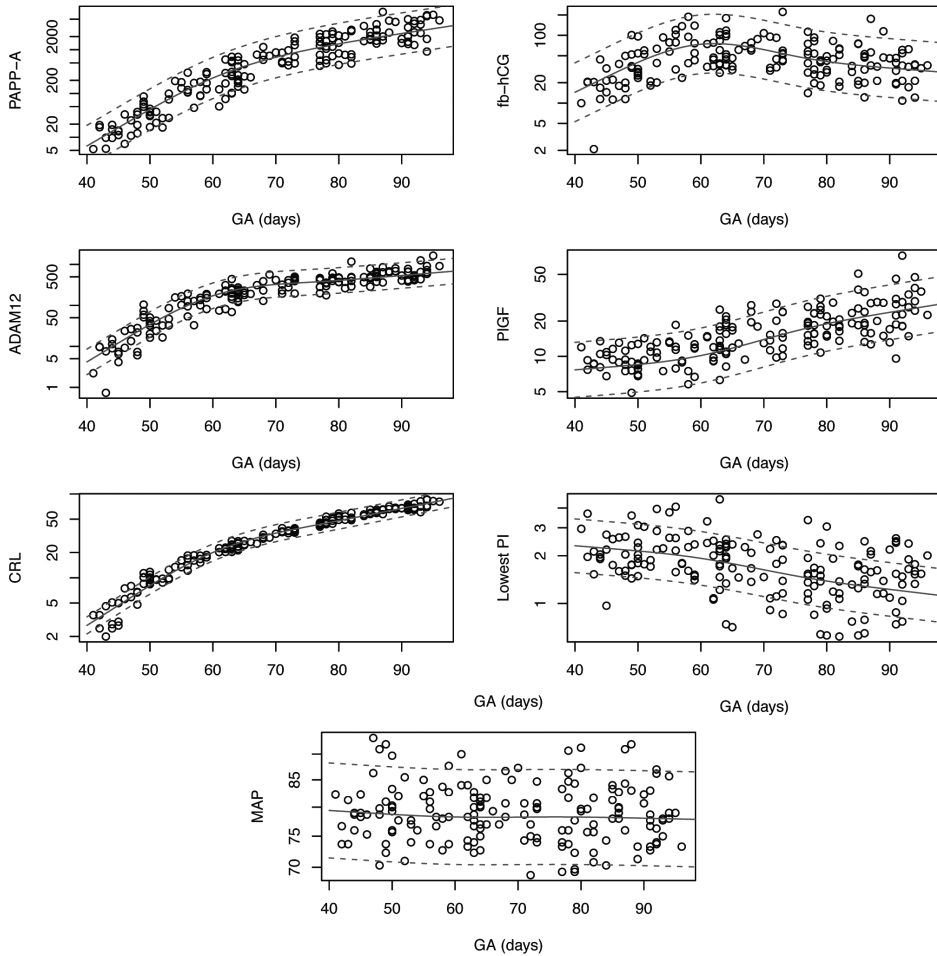 PAPP-A
5 20 200 2000
40 50 60 70 80 90
GA (days)
fb-hCG
2 5 20 100
40 50 60 70 80 90
GA (days)
ADAM12
1 5 50 500
40 50 60 70 80 90
GA (days)
PIGF
5 10 20 50
40 50 60 70 80 90
GA (days)
CRL
2 5 20 50
40 50 60 70 80 90
GA (days)
Lowest PI
1 2 3
40 50 60 70 80 90
GA (days)
MAP
70 75 85
40 50 60 70 80 90
GA (days)